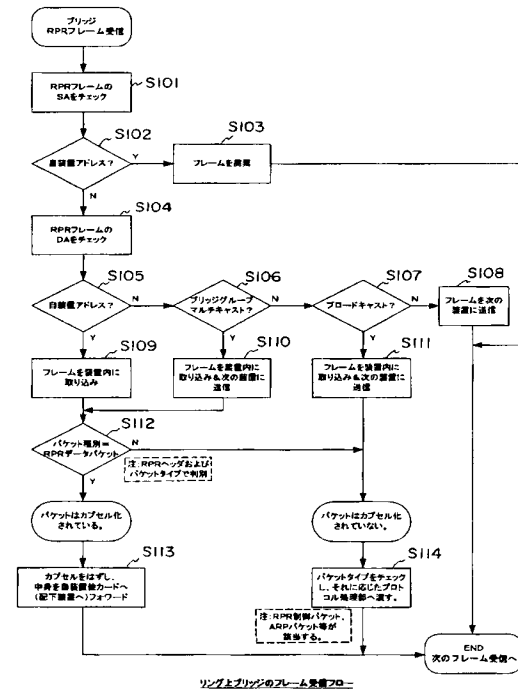 ブリッジ
RPRフレーム受信
S101
RPRフレームの
SAをチェック
S102
自装置アドレス?
Y
N
S103
フレームを廃棄
S104
RPRフレームの
DAをチェック
S105
自装置アドレス?
N
Y
S106
ブリッジグループ
マルチキャスト?
N
Y
S107
ブロードキャスト?
N
Y
S108
フレームを次の
装置に送信
S109
フレームを装置内に
取り込み
S110
フレームを装置内に
取り込み&次の装置に
送信
S111
フレームを装置内に
取り込み&次の装置に
送信
S112
パケット種別=
RPRデータパケット
N
Y
注:RPRヘッダおよび
パケットタイプで判別
パケットはカプセル化
されている。
パケットはカプセル化
されていない。
S113
カプセルをはずし、
中身を自装置他カードへ
(配下装置へ)フォワード
S114
パケットタイプをチェック
し、それに応じたプロト
コル処理部へ渡す。
注:RPR制御パケット、
ARPパケット等が
該当する。
END
次のフレーム受信へ
リング上ブリッジのフレーム受信フロー